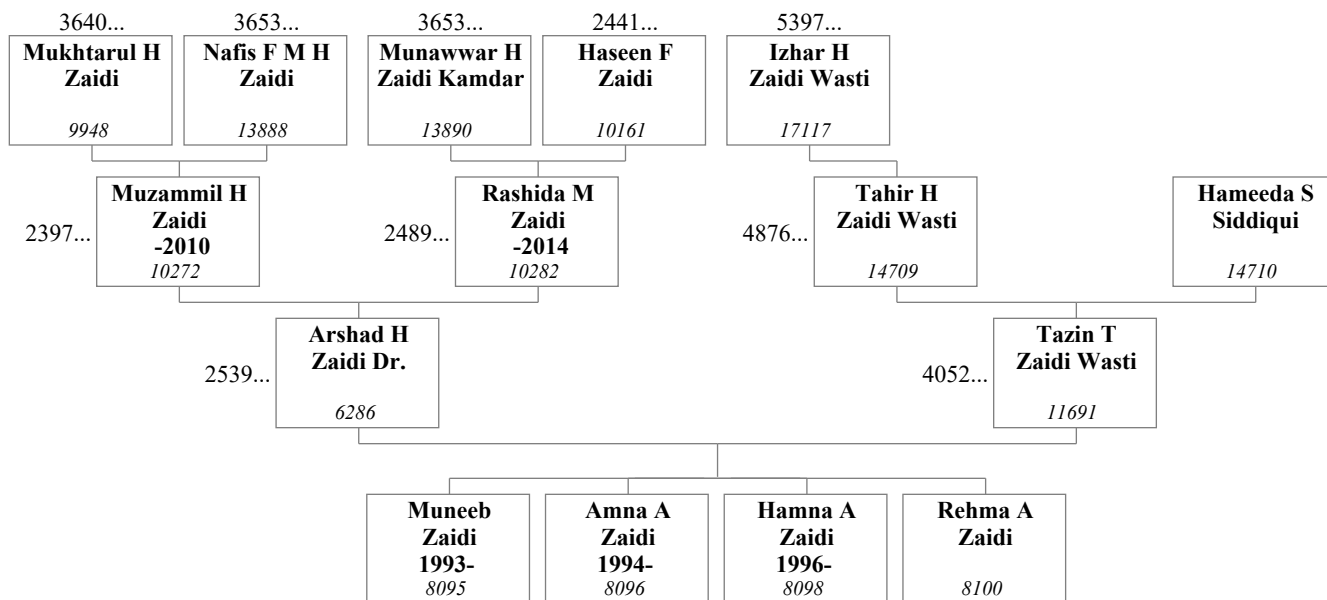 3640... 3653... 3653... 2441... 5397...
Mukhtarul H Nafis F M H Munawwar H Haseen F Izhar H
Zaidi Zaidi Zaidi Kamdar Zaidi Zaidi Wasti
9948 13888 13890 10161 17117
Muzammil H Rashida M Tahir H Hameeda S
Zaidi Zaidi Zaidi Wasti Siddiqui
2397... -2010 2489... -2014 4876...
10272 10282 14709 14710
Arshad H Tazin T
Zaidi Dr. Zaidi Wasti
2539... 4052...
6286 11691
Muneeb Amna A Hamna A Rehma A
Zaidi Zaidi Zaidi Zaidi
1993- 1994- 1996-
8095 8096 8098 8100